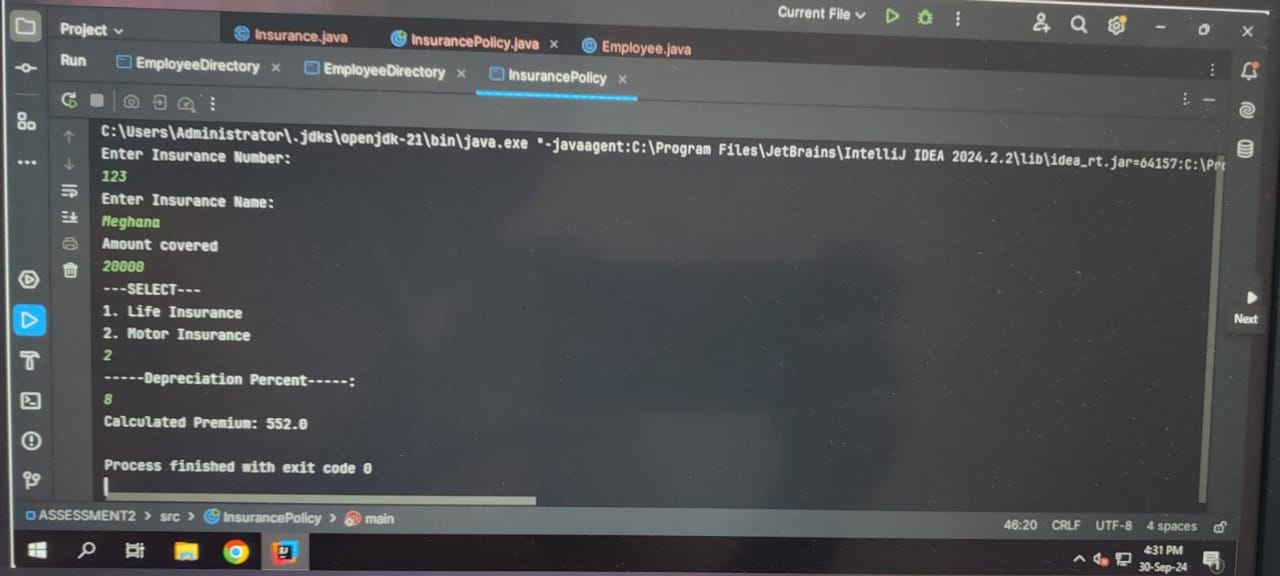 Project
Current File
Insurance.java
InsurancePolicy.java
Employee.java
Run
EmployeeDirectory
EmployeeDirectory
InsurancePolicy
C:\Users\Administrator\.jdks\openjdk-21\bin\java.exe "-javaagent:C:\Program Files\JetBrains\IntelliJ IDEA 2024.2.2\lib\idea_rt.jar=64157:C:\Pro
Enter Insurance Number:
123
Enter Insurance Name:
Meghana
Amount covered
20000
---SELECT---
1. Life Insurance
2. Motor Insurance
2
-----Depreciation Percent-----:
8
Calculated Premium: 552.0
Process finished with exit code 0
Next
ASSESSMENT2 > src > InsurancePolicy > main
46:20 CRLF UTF-8 4 spaces
4:31 PM
30-Sep-24
1